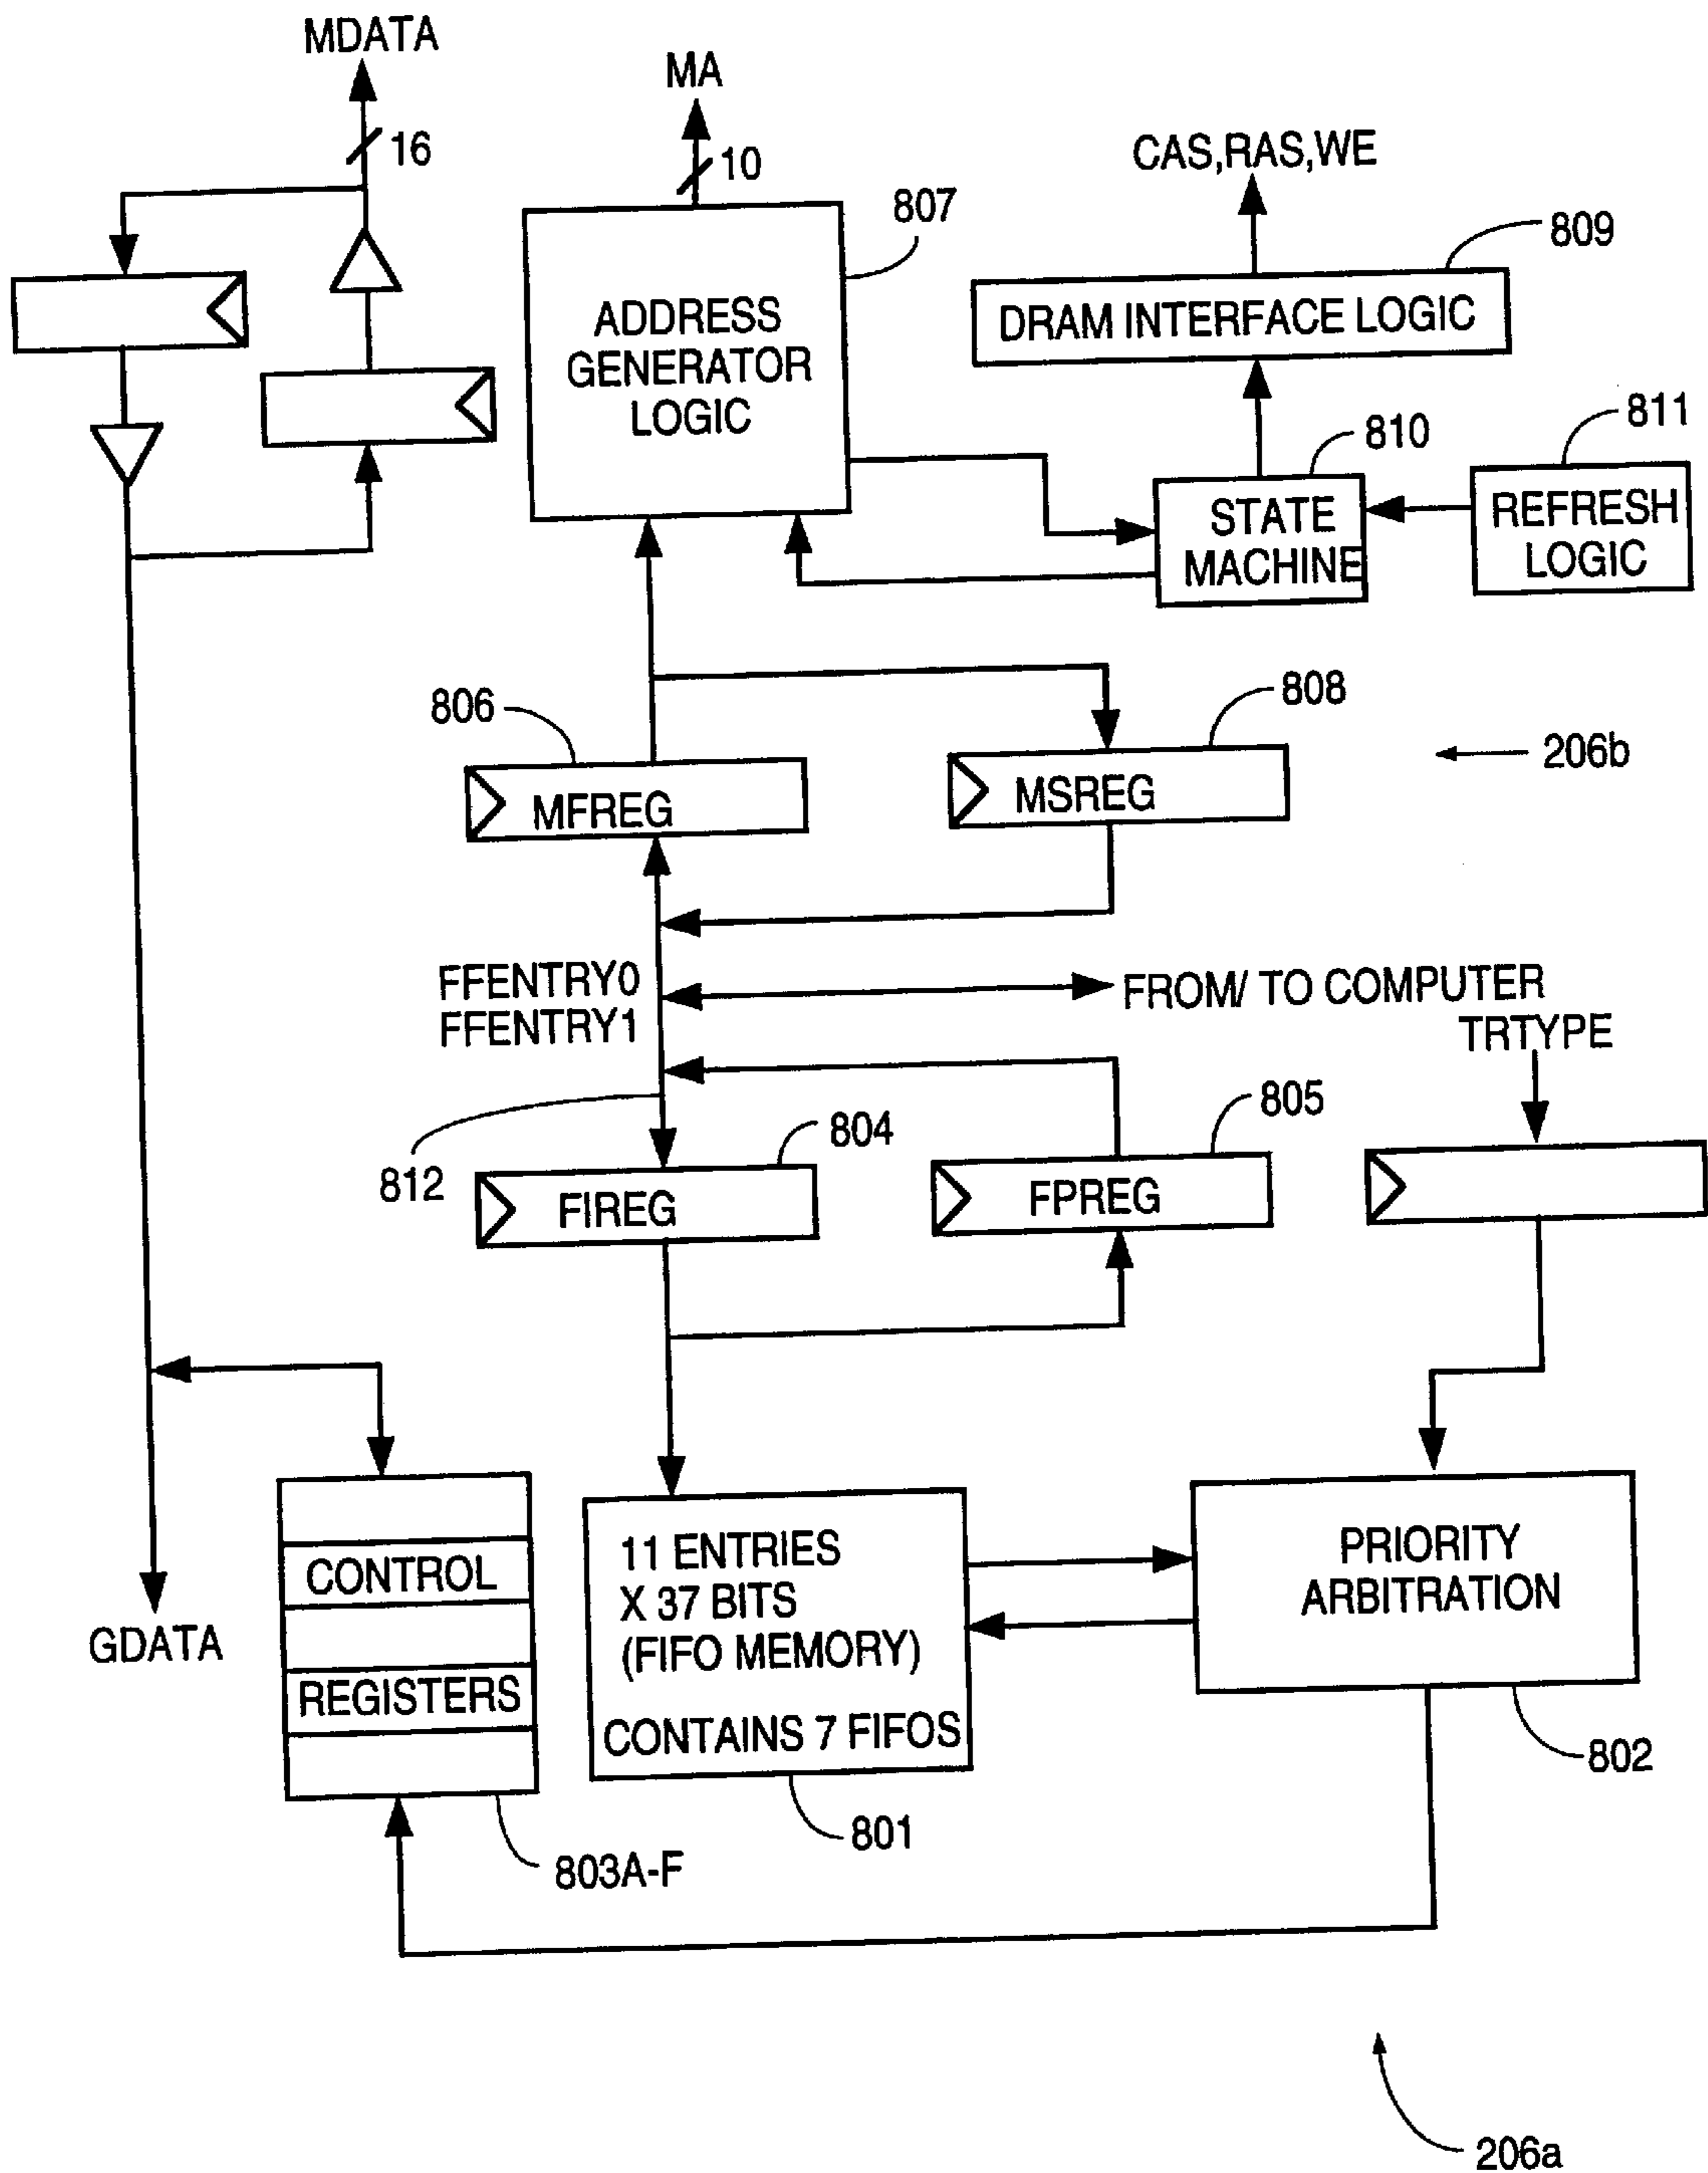 MDATA
16
MA
10
CAS,RAS,WE
807
809
ADDRESS
GENERATOR
LOGIC
DRAM INTERFACE LOGIC
810
811
STATE
MACHINE
REFRESH
LOGIC
806
808
206b
MFREG
MSREG
FFENTRY0
FFENTRY1
FROM/ TO COMPUTER
TRTYPE
812
804
805
FIREG
FPREG
GDATA
CONTROL
REGISTERS
803A-F
11 ENTRIES
X 37 BITS
(FIFO MEMORY)
CONTAINS 7 FIFOS
801
PRIORITY
ARBITRATION
802
206a